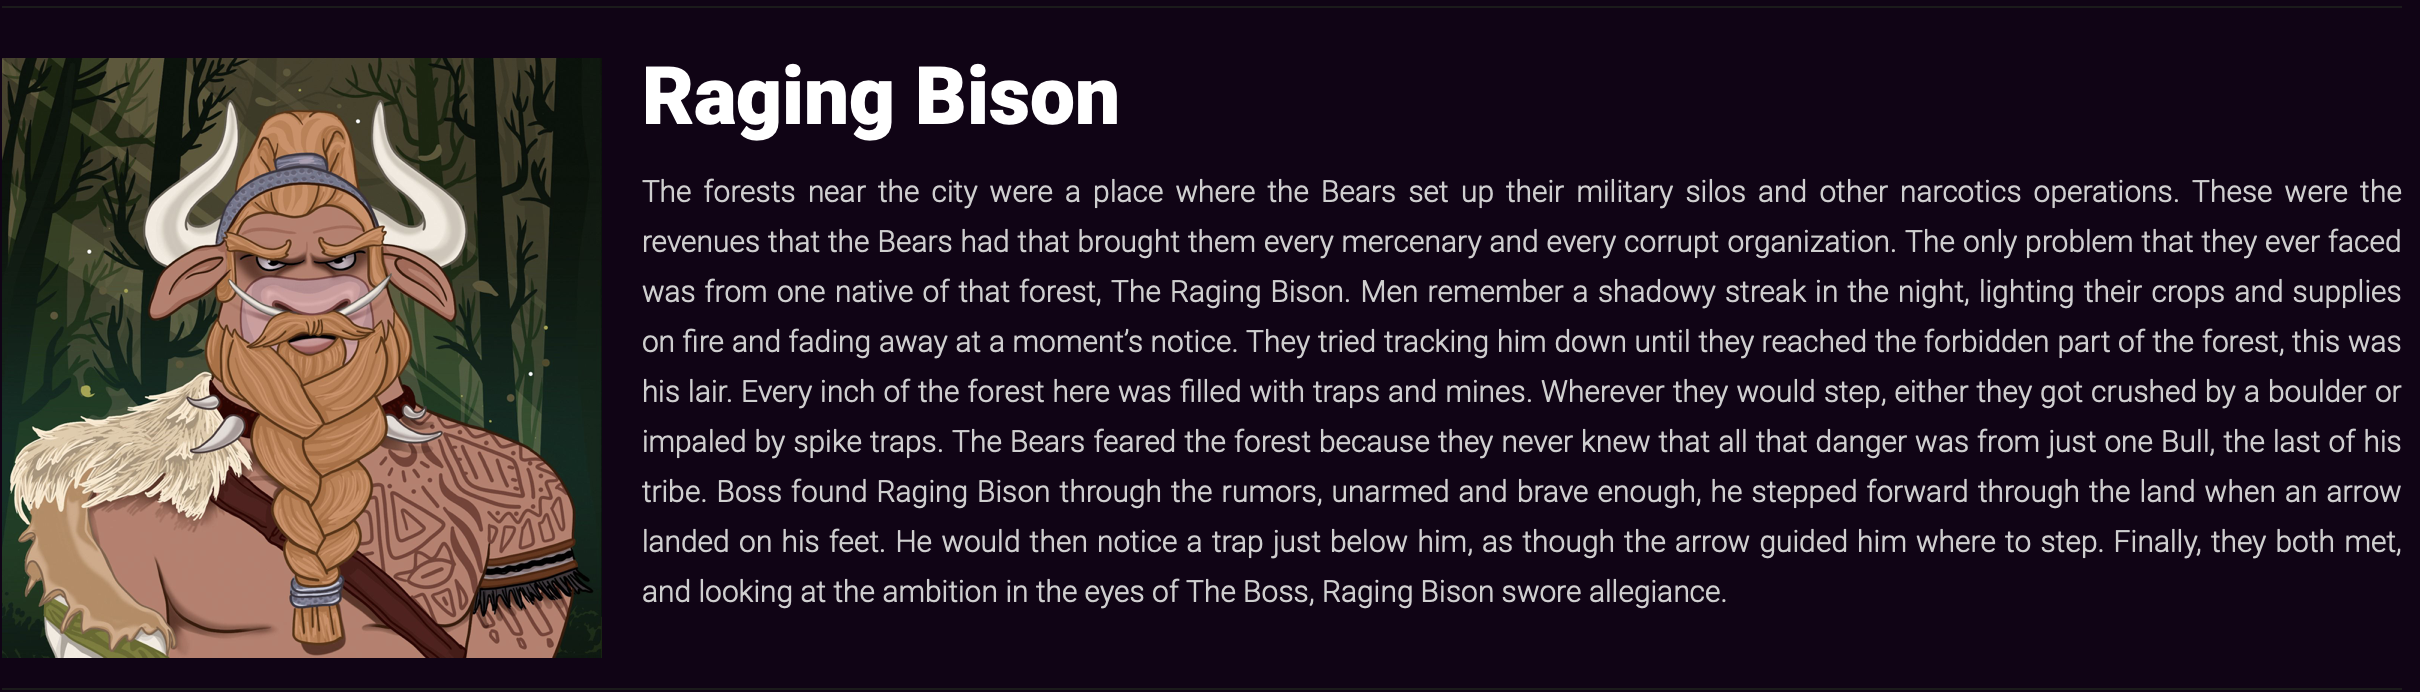 Raging Bison
The forests near the city were a place where the Bears set up their military silos and other narcotics operations. These were the
revenues that the Bears had that brought them every mercenary and every corrupt organization. The only problem that they ever faced
was from one native of that forest, The Raging Bison. Men remember a shadowy streak in the night, lighting their crops and supplies
on fire and fading away at a moment’s notice. They tried tracking him down until they reached the forbidden part of the forest, this was
his lair. Every inch of the forest here was filled with traps and mines. Wherever they would step, either they got crushed by a boulder or
impaled by spike traps. The Bears feared the forest because they never knew that all that danger was from just one Bull, the last of his
tribe. Boss found Raging Bison through the rumors, unarmed and brave enough, he stepped forward through the land when an arrow
landed on his feet. He would then notice a trap just below him, as though the arrow guided him where to step. Finally, they both met,
and looking at the ambition in the eyes of The Boss, Raging Bison swore allegiance.